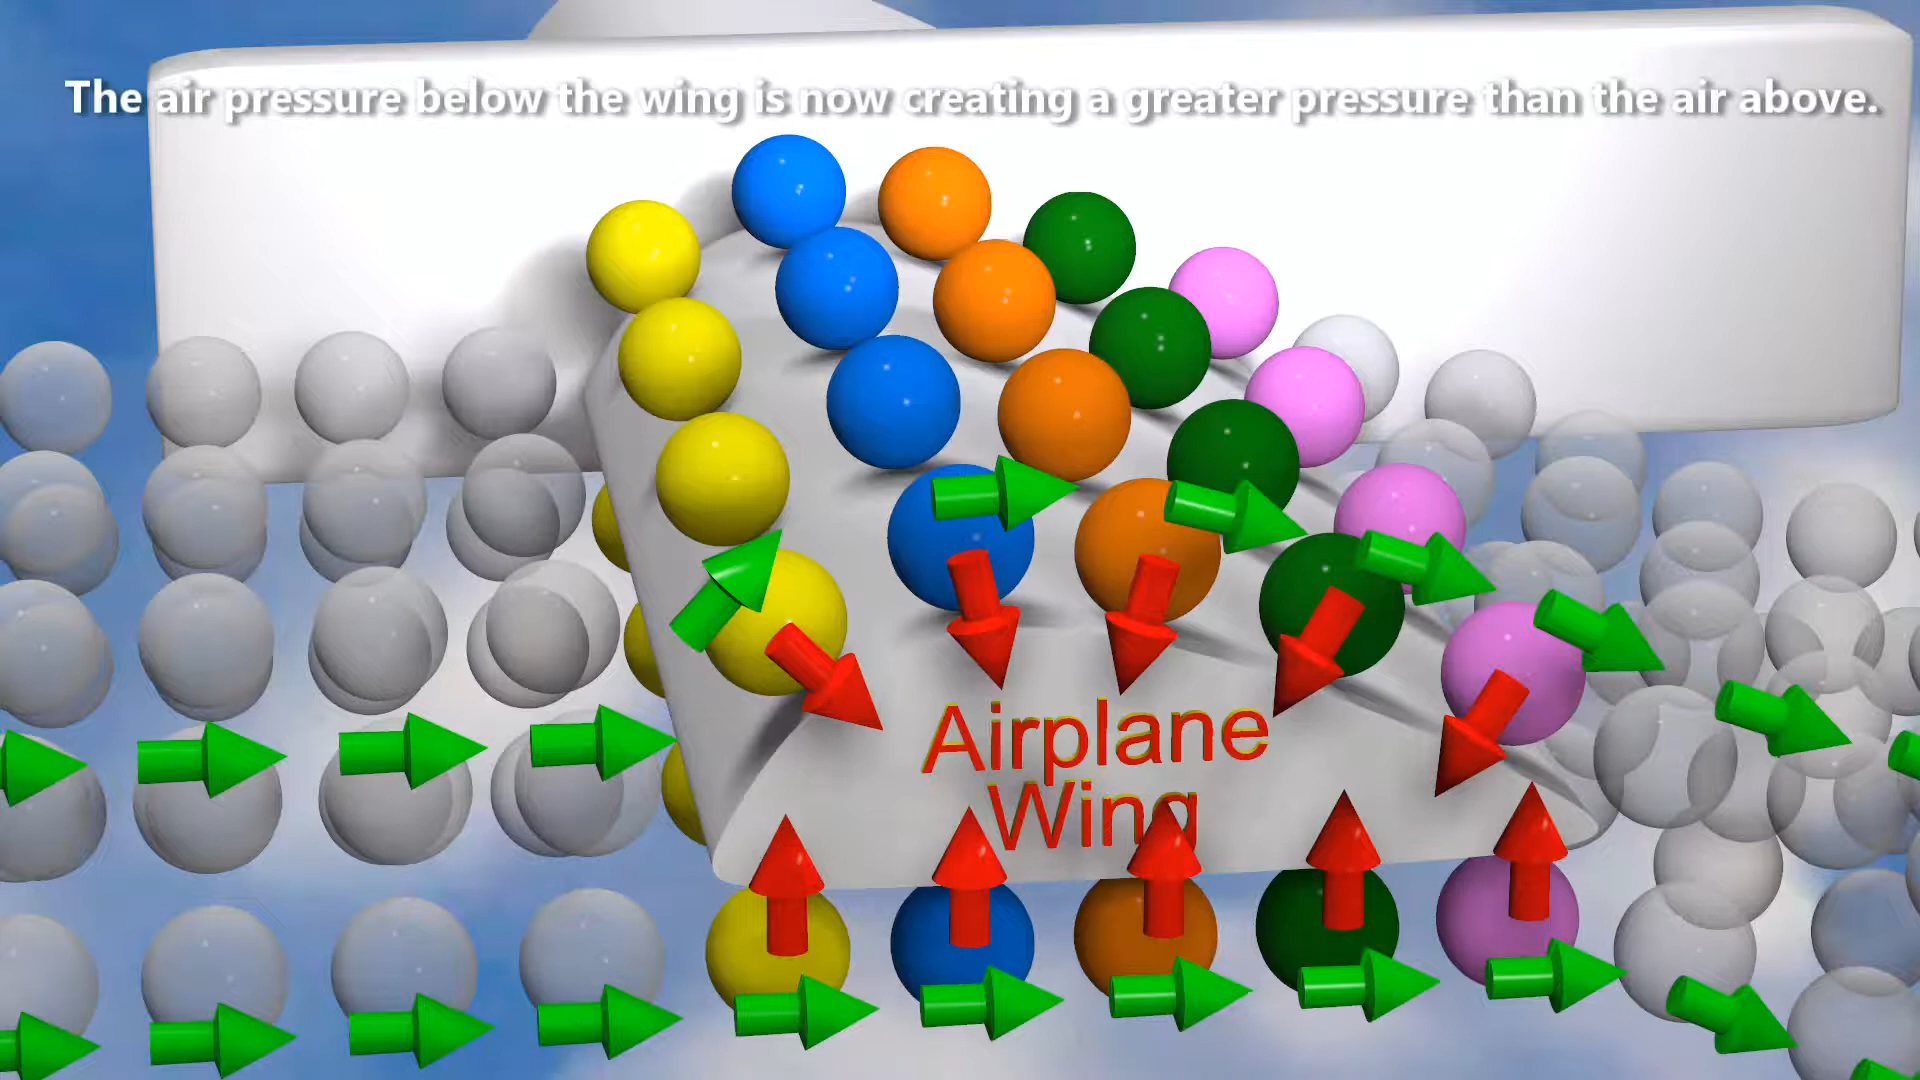 The air pressure below the wing is now creating a greater pressure than the air above.
Airplane
Wing